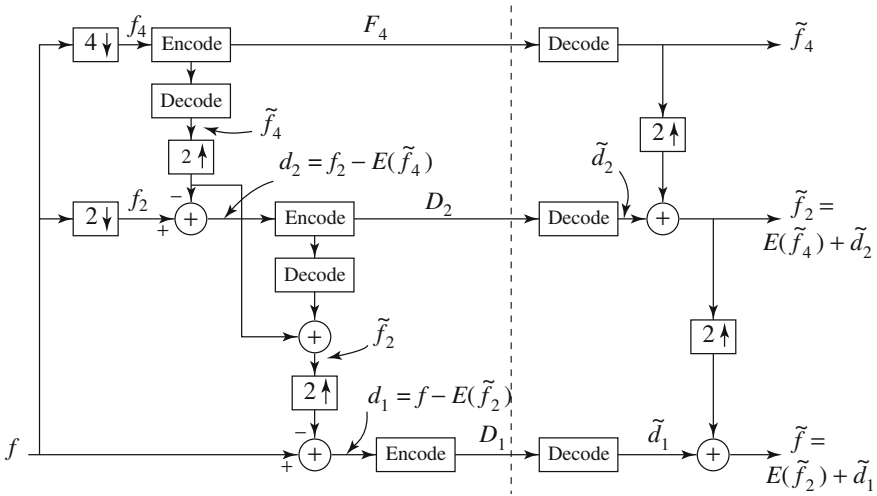 4↓
f₄
Encode
F₄
Decode
f̃₄
Decode
f̃₄
2↑
2↑
d₂ = f₂ − E(f̃₄)
d̃₂
−
2↓
f₂
+
+
Encode
D₂
Decode
+
f̃₂ =
E(f̃₄) + d̃₂
Decode
+
f̃₂
2↑
2↑
d₁ = f − E(f̃₂)
−
f
+
+
Encode
D₁
Decode
d̃₁
+
f̃ =
E(f̃₂) + d̃₁